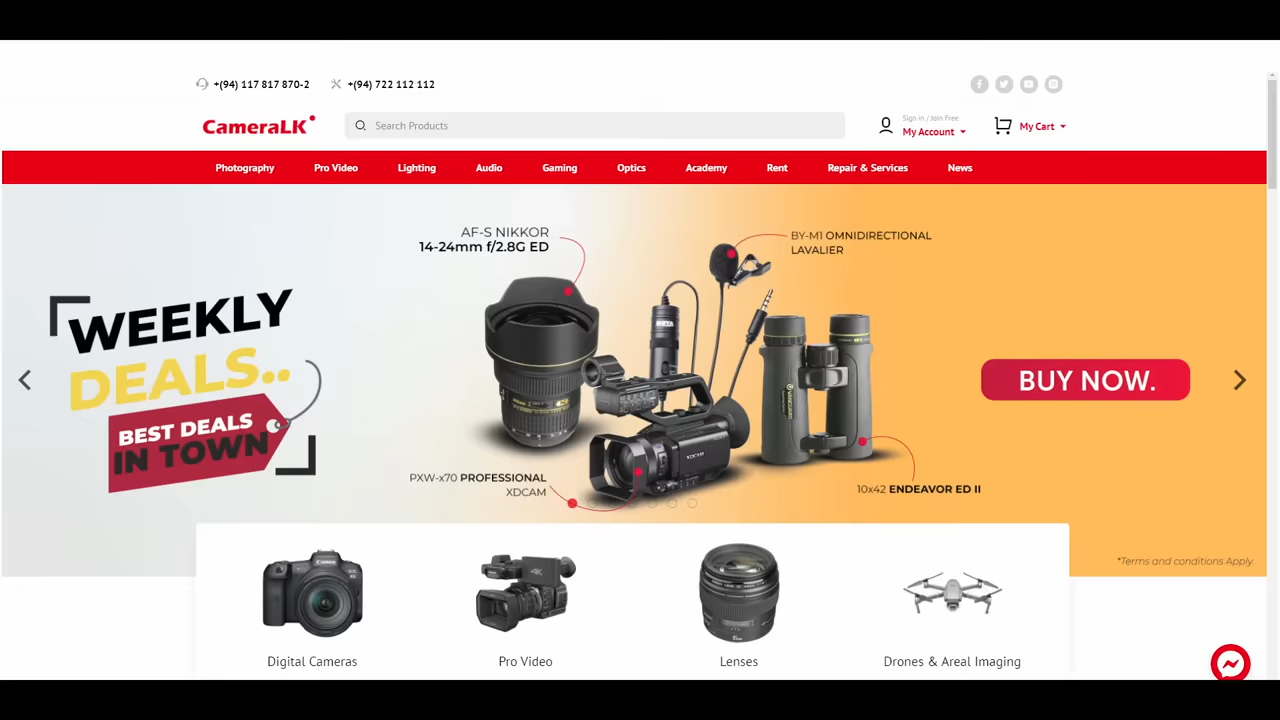 +(94) 117 817 870-2
+(94) 722 112 112
CameraLK
Search Products
Sign in / Join Free
My Account
My Cart
Photography
Pro Video
Lighting
Audio
Gaming
Optics
Academy
Rent
Repair & Services
News
WEEKLY
DEALS..
BEST DEALS
IN TOWN
AF-S NIKKOR
14-24mm f/2.8G ED
BY-M1 OMNIDIRECTIONAL
LAVALIER
PXW-x70 PROFESSIONAL
XDCAM
10x42 ENDEAVOR ED II
BUY NOW.
*Terms and conditions Apply.
Digital Cameras
Pro Video
Lenses
Drones & Areal Imaging